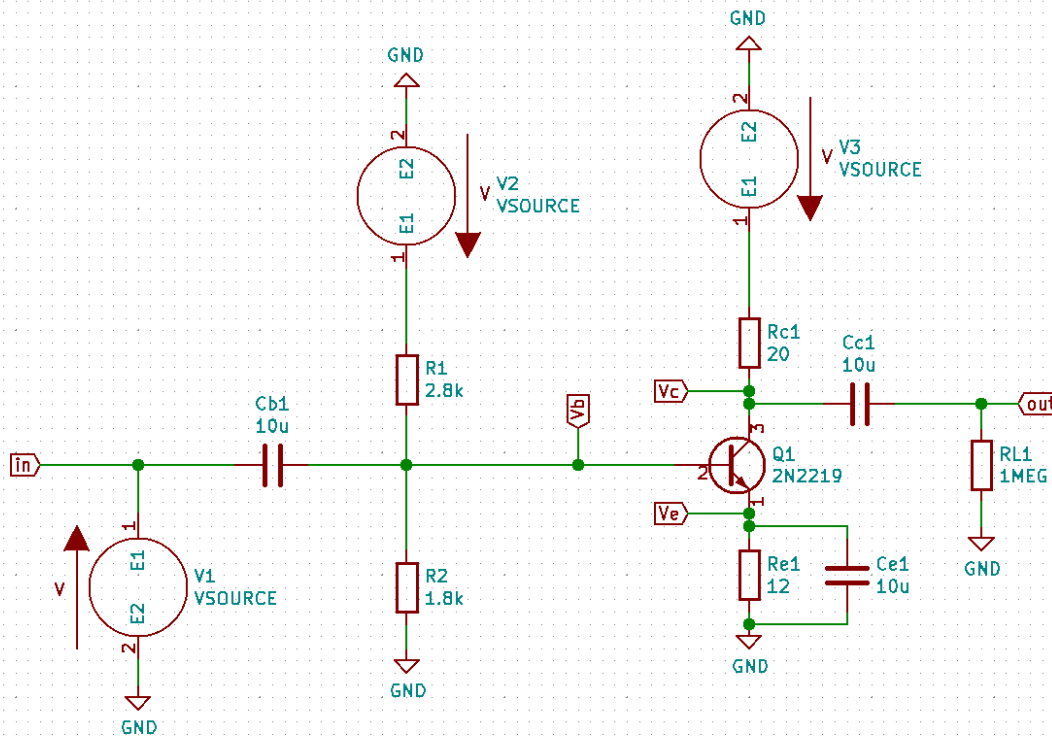 GND
2
E2
E1
1
V
V3
VSOURCE
GND
2
E2
E1
1
V
V2
VSOURCE
Rc1
20
Cc1
10u
R1
2.8k
Vc
out
Cb1
10u
Vb
3
Q1
2N2219
2
1
RL1
1MEG
in
Ve
GND
1
E1
E2
2
V
V1
VSOURCE
GND
R2
1.8k
GND
Re1
12
Ce1
10u
GND